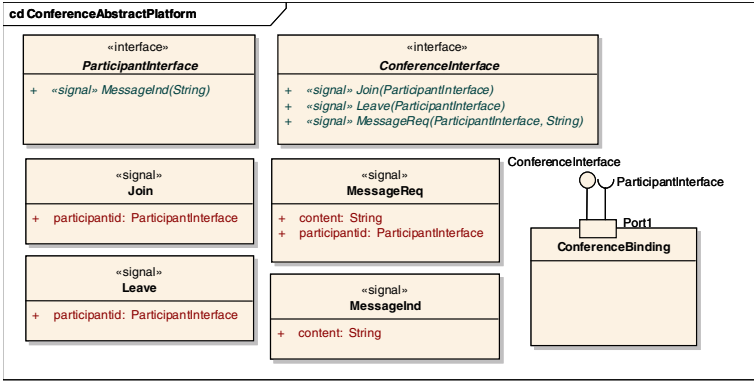 cd ConferenceAbstractPlatform
«interface»
ParticipantInterface
+ «signal» MessageInd(String)
«interface»
ConferenceInterface
+ «signal» Join(ParticipantInterface)
+ «signal» Leave(ParticipantInterface)
+ «signal» MessageReq(ParticipantInterface, String)
«signal»
Join
+ participantid: ParticipantInterface
«signal»
MessageReq
+ content: String
+ participantid: ParticipantInterface
ConferenceInterface
ParticipantInterface
Port1
ConferenceBinding
«signal»
Leave
+ participantid: ParticipantInterface
«signal»
MessageInd
+ content: String